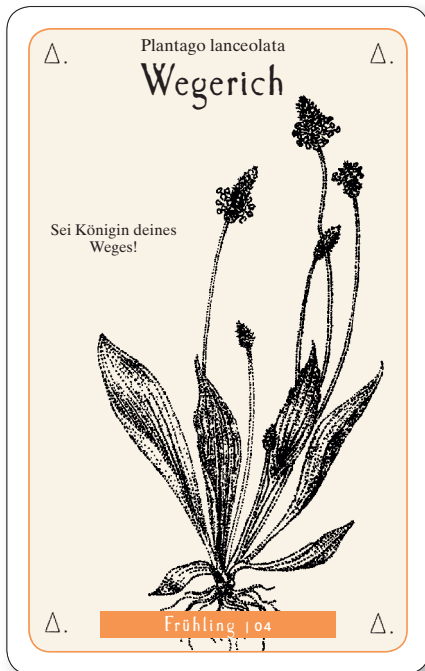 Δ.
Plantago lanceolata
Δ.
Wegerich
Sei Königin deines
Weges!
Δ.
Frühling | 04
Δ.